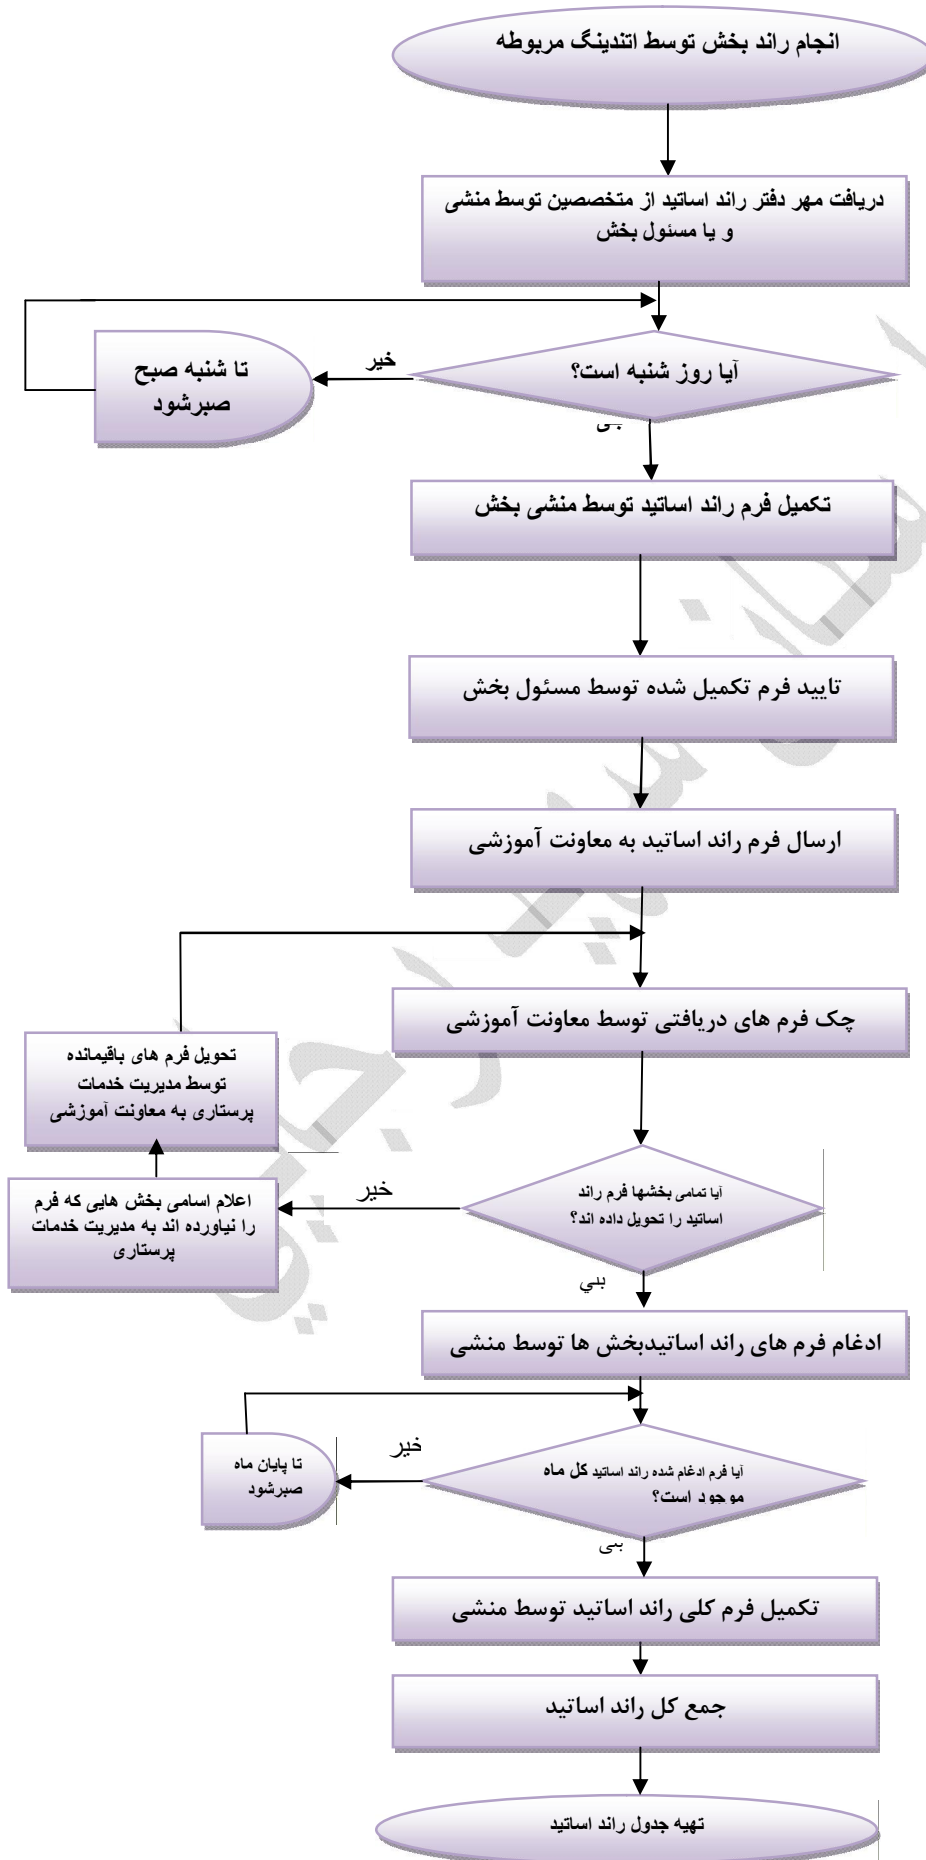 انجام راند بخش توسط اتندینگ مربوطه
دریافت مهر دفتر راند اساتید از متخصصین توسط منشی
و یا مسئول بخش
آیا روز شنبه است؟
خیر
تا شنبه صبح
صبرشود
تکمیل فرم راند اساتید توسط منشی بخش
تایید فرم تکمیل شده توسط مسئول بخش
ارسال فرم راند اساتید به معاونت آموزشی
چک فرم های دریافتی توسط معاونت آموزشی
تحویل فرم های باقیمانده
توسط مدیریت خدمات
پرستاری به معاونت آموزشی
آیا تمامی بخشها فرم راند
اساتید را تحویل داده اند؟
خیر
اعلام اسامی بخش هایی که فرم
را نیاورده اند به مدیریت خدمات
پرستاری
بلي
ادغام فرم های راند اساتیدبخش ها توسط منشی
آیا فرم ادغام شده راند اساتید کل ماه
موجود است؟
خیر
تا پایان ماه
صبرشود
تکمیل فرم کلی راند اساتید توسط منشی
جمع کل راند اساتید
تهیه جدول راند اساتید